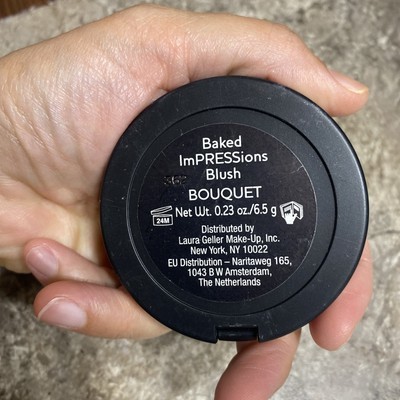 Baked
ImPRESSions
Blush
BOUQUET
24M
Net Wt. 0.23 oz./6.5 g
Distributed by
Laura Geller Make-Up, Inc.
New York, NY 10022
EU Distribution – Naritaweg 165,
1043 B W Amsterdam,
The Netherlands